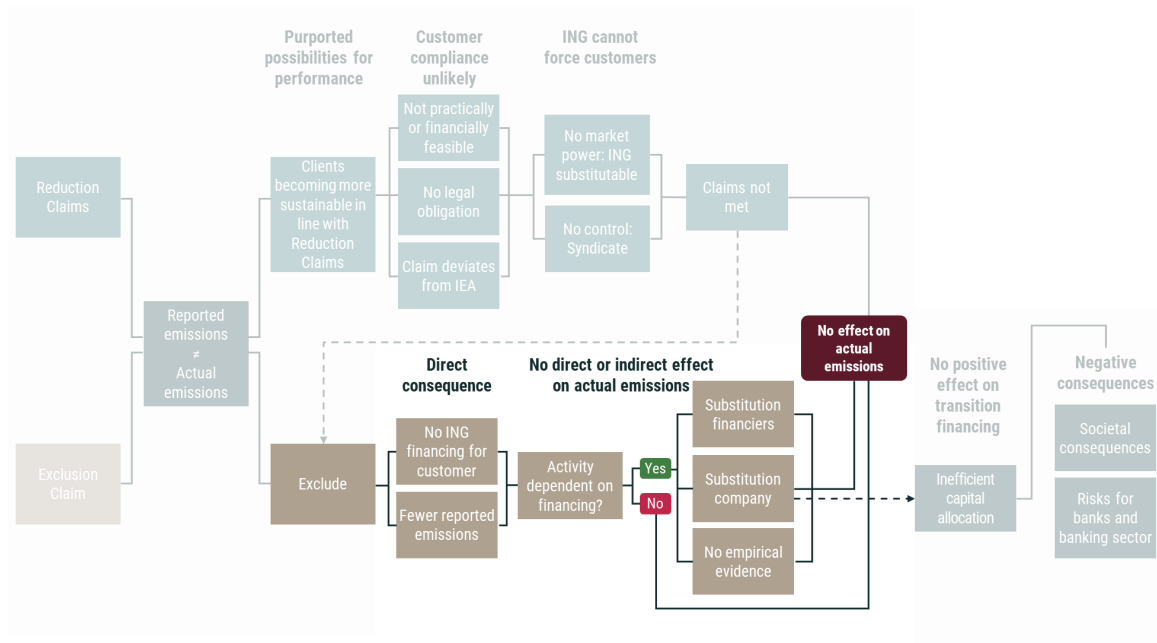 Purported
possibilities for
performance
Customer
compliance
unlikely
ING cannot
force customers
Reduction
Claims
Clients
becoming more
sustainable in
line with
Reduction
Claims
Not practically
or financially
feasible
No legal
obligation
Claim deviates
from IEA
No market
power: ING
substitutable
No control:
Syndicate
Claims not
met
Reported
emissions
≠
Actual
emissions
Exclusion
Claim
Direct
consequence
No direct or indirect effect
on actual emissions
No effect on
actual
emissions
Exclude
No ING
financing for
customer
Fewer reported
emissions
Activity
dependent on
financing?
Yes
No
Substitution
financiers
Substitution
company
No empirical
evidence
No positive
effect on
transition
financing
Inefficient
capital
allocation
Negative
consequences
Societal
consequences
Risks for
banks and
banking sector